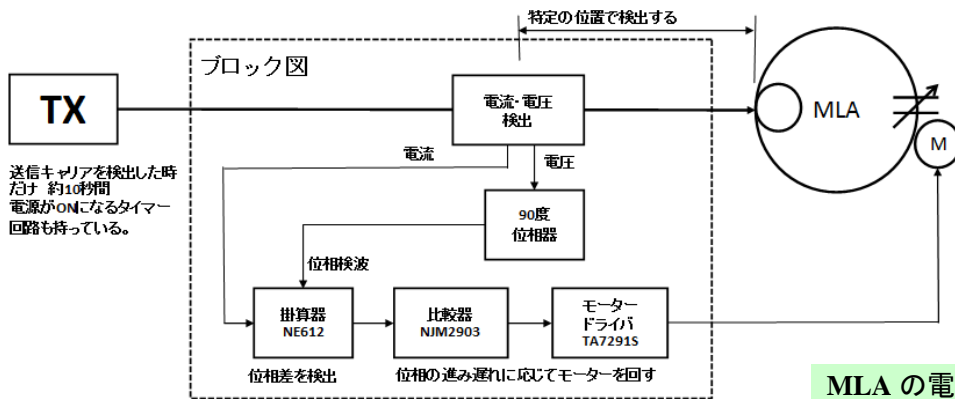 特定の位置で検出する
ブロック図
TX
電流・電圧
検出
MLA
M
送信キャリアを検出した時
だけ 約10秒間
電源がONになるタイマー
回路も持っている。
電流
電圧
90度
位相器
位相検波
掛算器
NE612
比較器
NJM2903
モーター
ドライバ
TA7291S
位相差を検出
位相の進み遅れに応じてモーターを回す
MLA の電